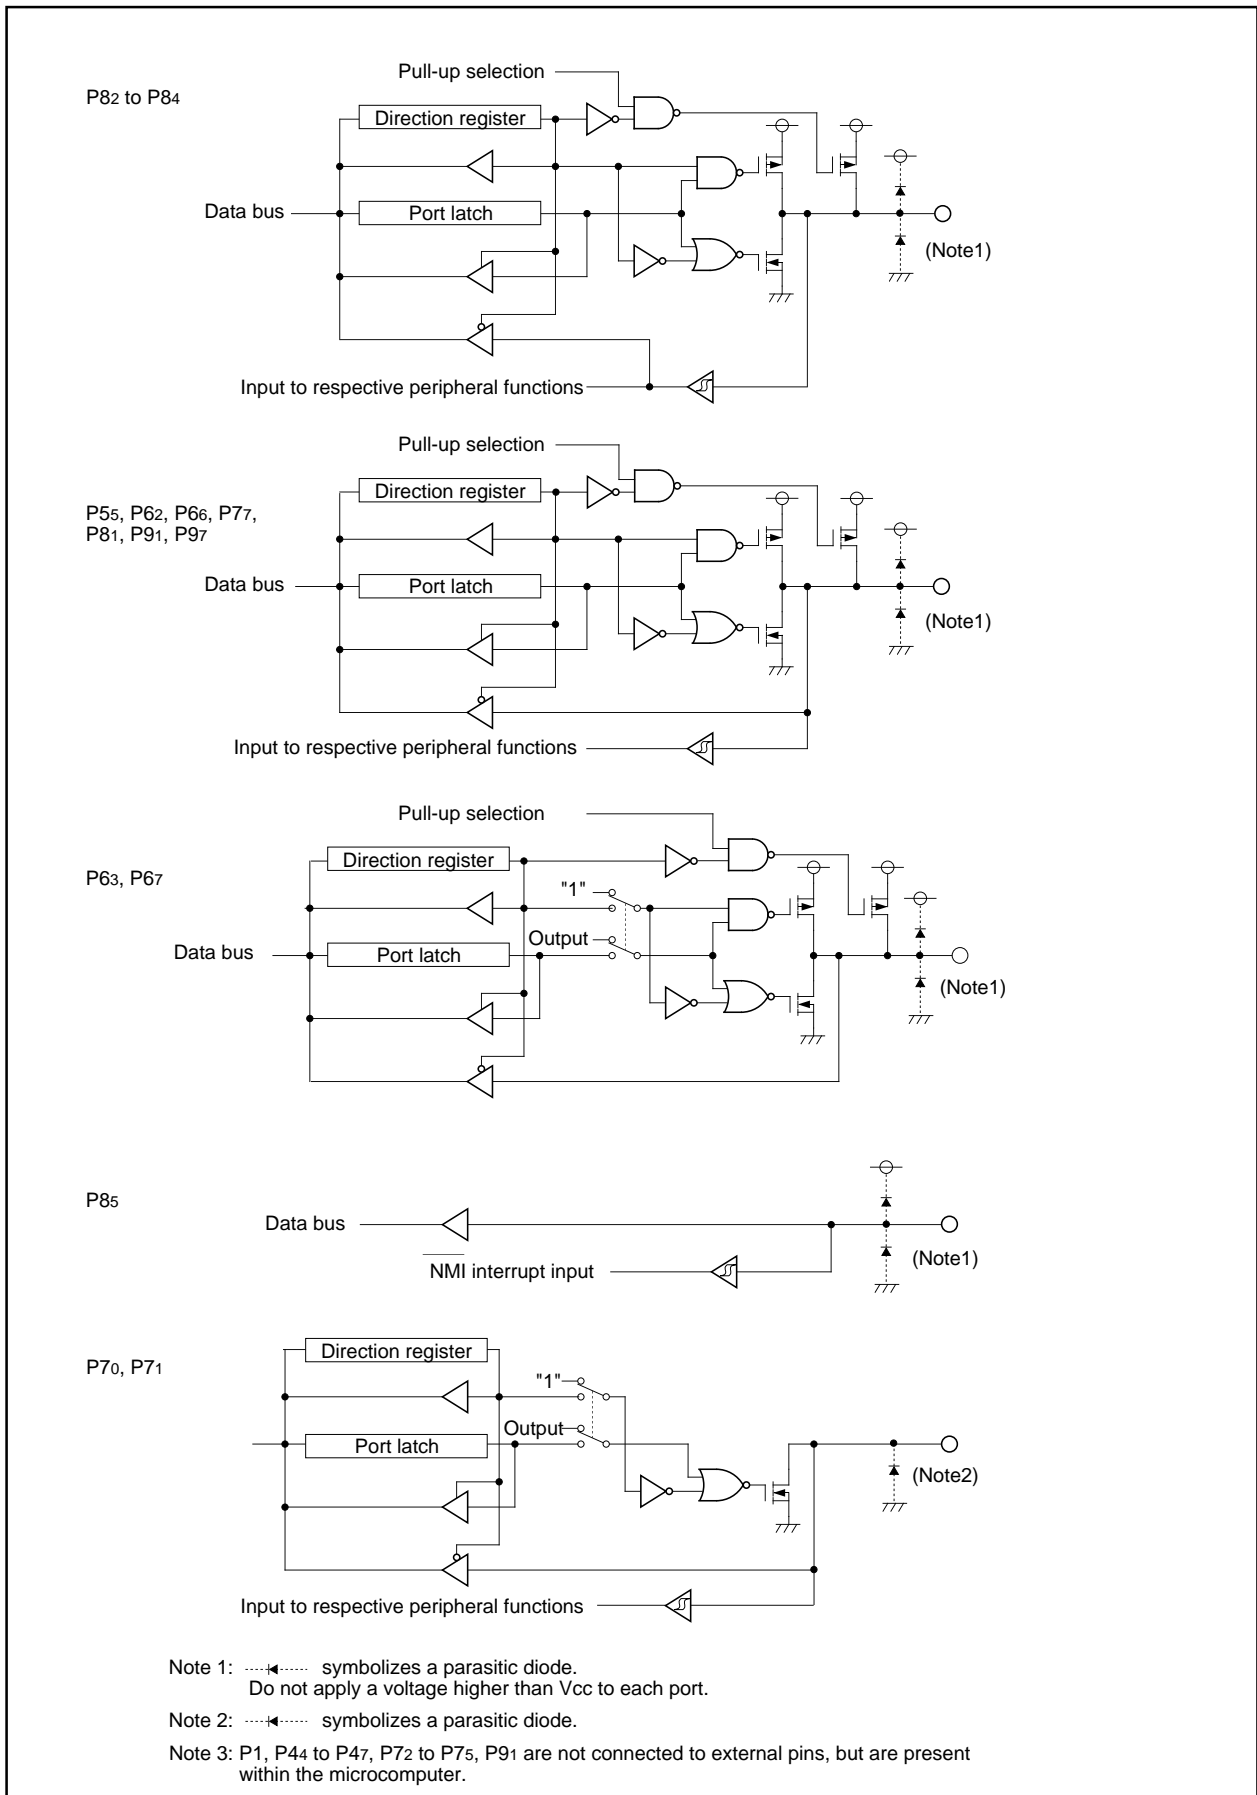 Pull-up selection
P82 to P84
Direction register
Data bus
Port latch
(Note1)
Input to respective peripheral functions
Pull-up selection
Direction register
P55, P62, P66, P77,
P81, P91, P97
Data bus
Port latch
(Note1)
Input to respective peripheral functions
Pull-up selection
Direction register
P63, P67
"1"
Output
Data bus
Port latch
(Note1)
P85
Data bus
(Note1)
NMI interrupt input
Direction register
P70, P71
"1"
Output
Port latch
(Note2)
Input to respective peripheral functions
Note 1: symbolizes a parasitic diode.
Do not apply a voltage higher than Vcc to each port.
Note 2: symbolizes a parasitic diode.
Note 3: P1, P44 to P47, P72 to P75, P91 are not connected to external pins, but are present
within the microcomputer.